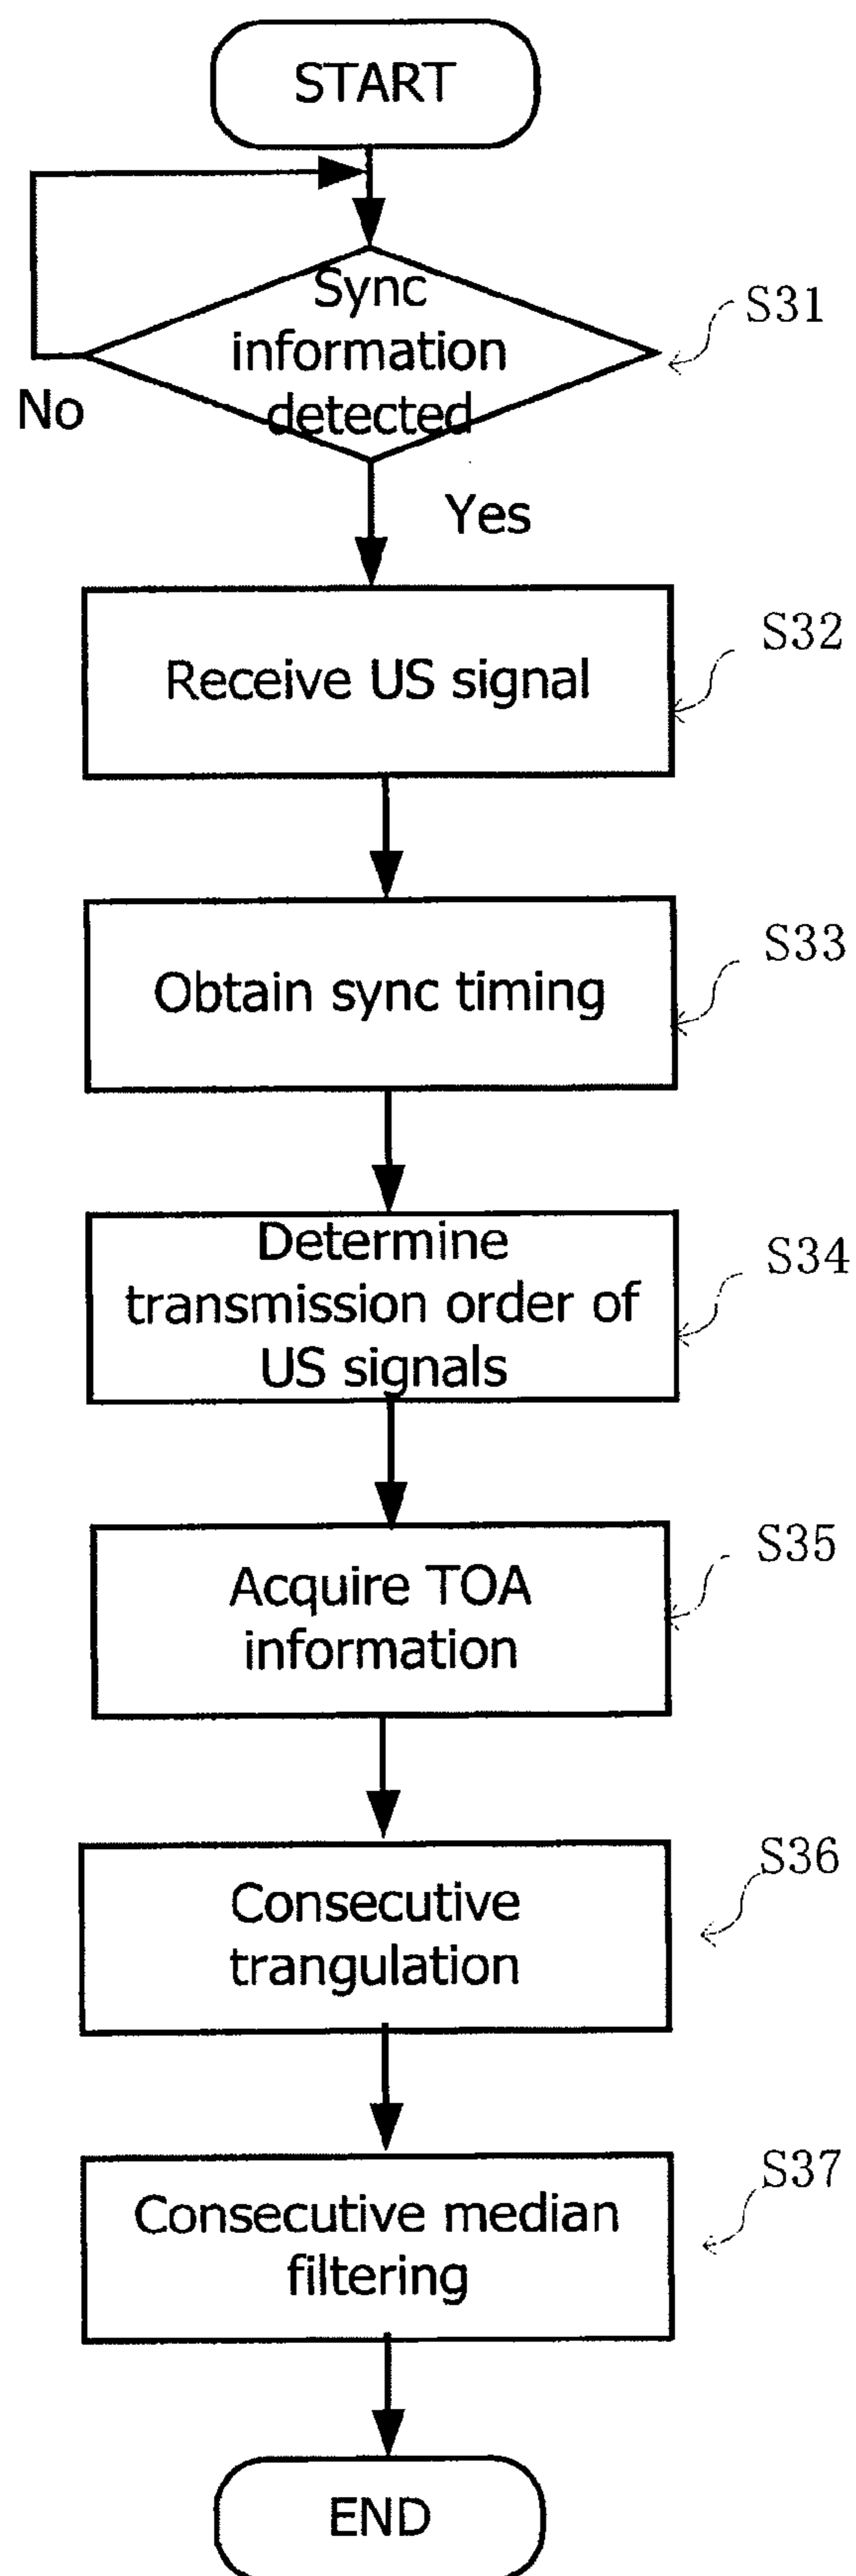 START
Sync
information
detected
S31
No
Yes
Receive US signal
S32
Obtain sync timing
S33
Determine
transmission order of
US signals
S34
Acquire TOA
information
S35
Consecutive
trangulation
S36
Consecutive median
filtering
S37
END